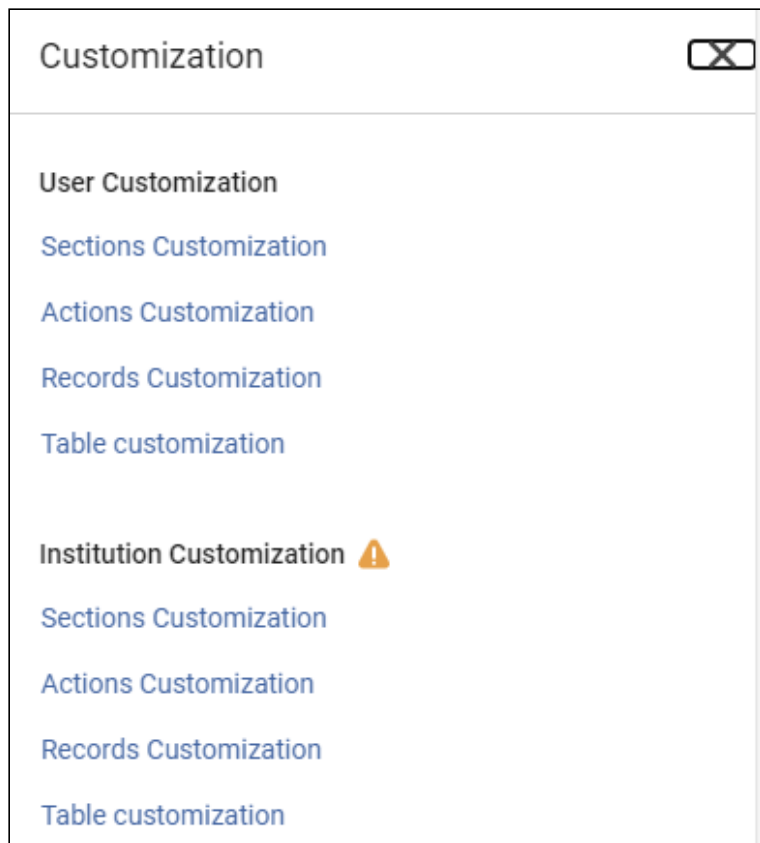 Customization
User Customization
Sections Customization
Actions Customization
Records Customization
Table customization
Institution Customization
Sections Customization
Actions Customization
Records Customization
Table customization